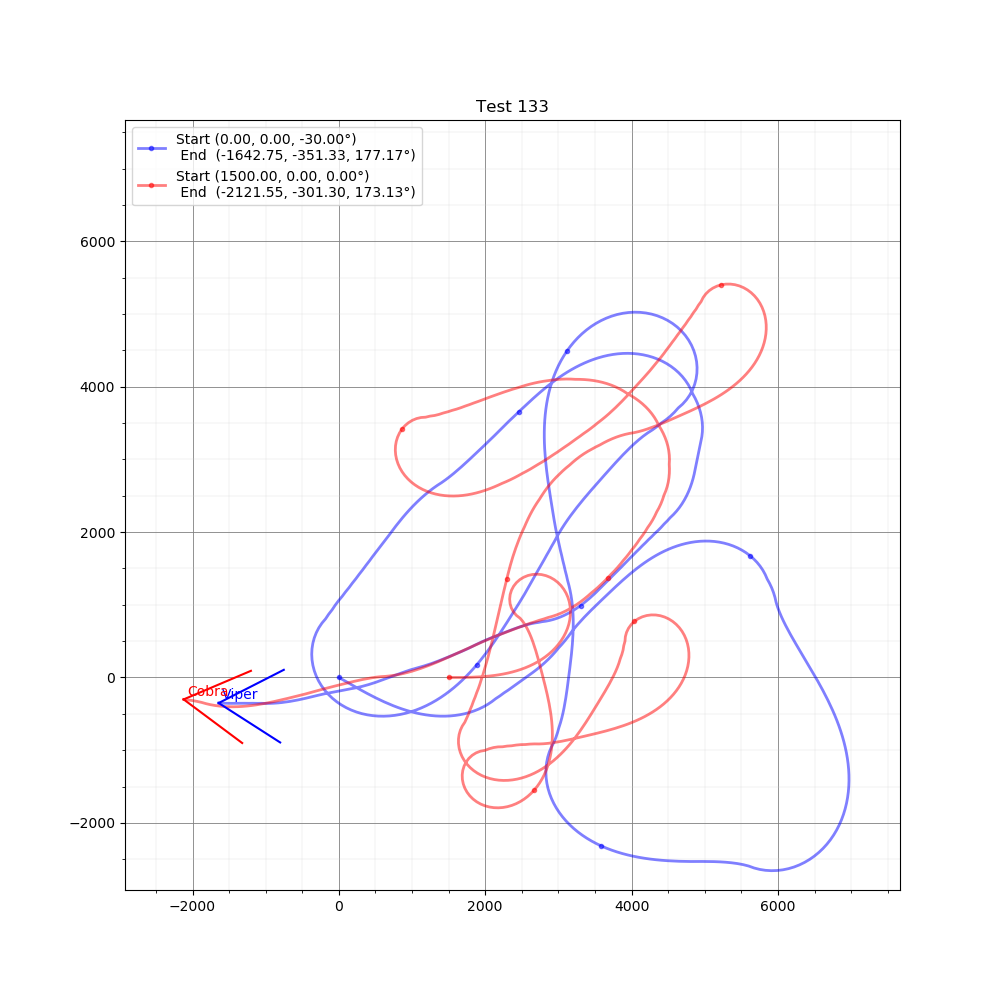 Test 133
Start (0.00, 0.00, -30.00°)
End (-1642.75, -351.33, 177.17°)
Start (1500.00, 0.00, 0.00°)
End (-2121.55, -301.30, 173.13°)
6000
4000
2000
0
−2000
Cobra
Viper
−2000
0
2000
4000
6000